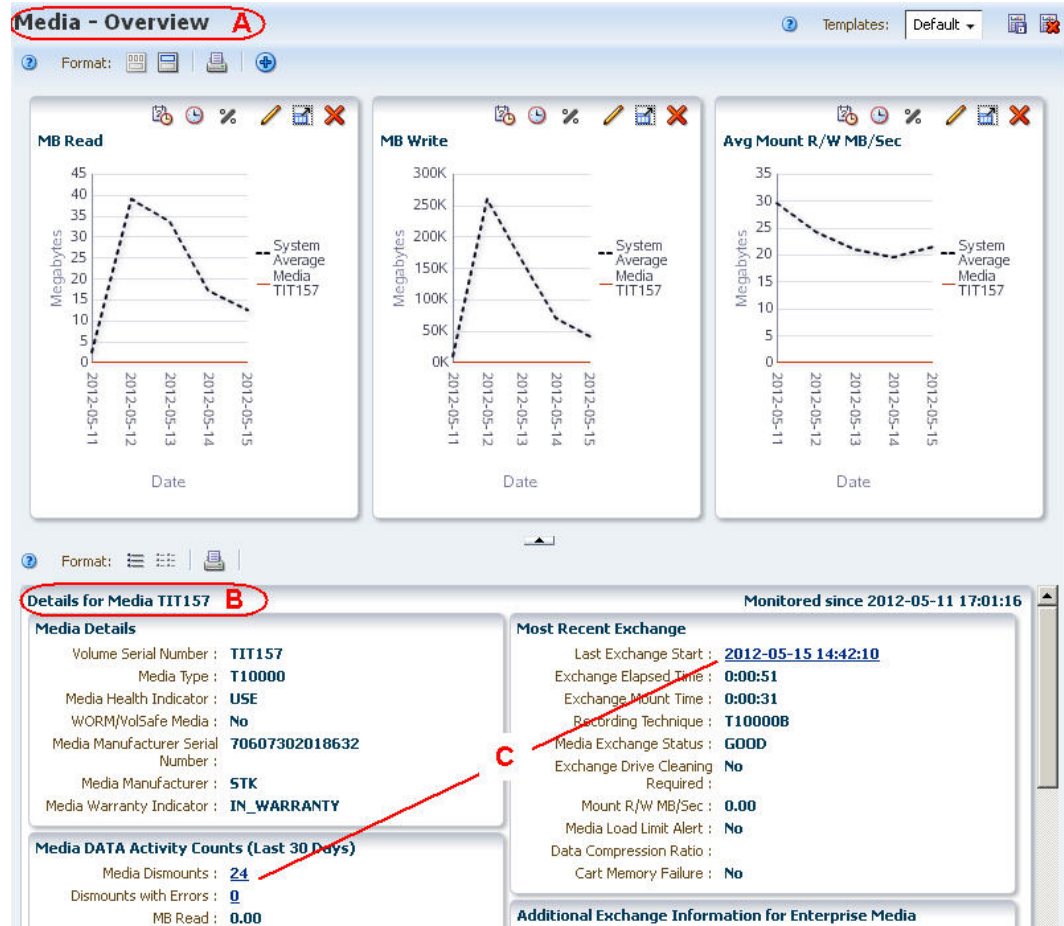 Media - Overview A
Templates: Default
Format:
MB Read
45
40
35
30
25
20
15
10
5
0
Megabytes
System Average
Media TIT157
2012-05-11
2012-05-12
2012-05-13
2012-05-14
2012-05-15
Date
MB Write
300K
250K
200K
150K
100K
50K
0K
Megabytes
System Average
Media TIT157
2012-05-11
2012-05-12
2012-05-13
2012-05-14
2012-05-15
Date
Avg Mount R/W MB/Sec
35
30
25
20
15
10
5
0
Megabytes
System Average
Media TIT157
2012-05-11
2012-05-12
2012-05-13
2012-05-14
2012-05-15
Date
Format:
Details for Media TIT157 B
Monitored since 2012-05-11 17:01:16
Media Details
Volume Serial Number : TIT157
Media Type : T10000
Media Health Indicator : USE
WORM/VolSafe Media : No
Media Manufacturer Serial Number : 70607302018632
Media Manufacturer : STK
Media Warranty Indicator : IN_WARRANTY
Media DATA Activity Counts (Last 30 Days)
Media Dismounts : 24
Dismounts with Errors : 0
MB Read : 0.00
C
Most Recent Exchange
Last Exchange Start : 2012-05-15 14:42:10
Exchange Elapsed Time : 0:00:51
Exchange Mount Time : 0:00:31
Recording Technique : T10000B
Media Exchange Status : GOOD
Exchange Drive Cleaning Required : No
Mount R/W MB/Sec : 0.00
Media Load Limit Alert : No
Data Compression Ratio :
Cart Memory Failure : No
Additional Exchange Information for Enterprise Media